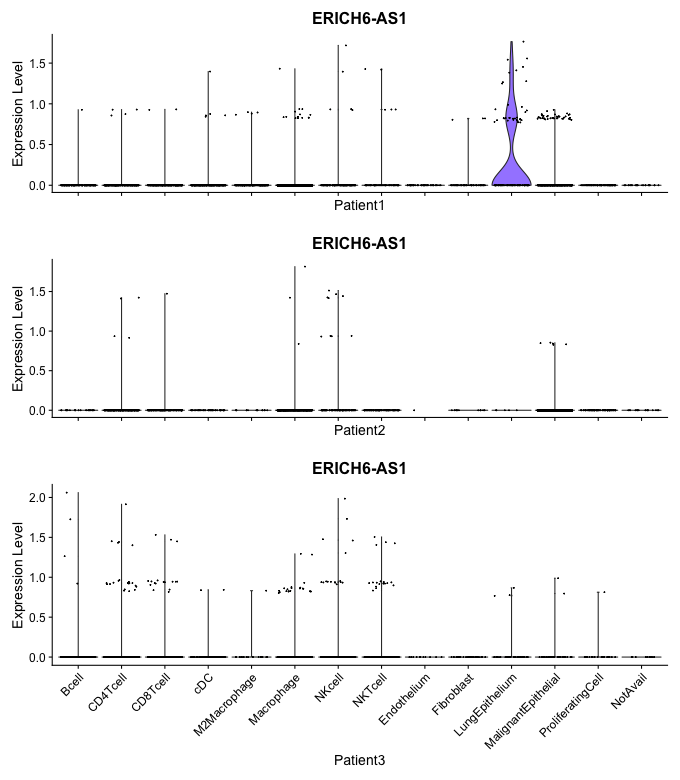 ERICH6-AS1
Expression Level
1.5
1.0
0.5
0.0
Patient1
ERICH6-AS1
Expression Level
1.5
1.0
0.5
0.0
Patient2
ERICH6-AS1
Expression Level
2.0
1.5
1.0
0.5
0.0
Bcell
CD4Tcell
CD8Tcell
cDC
M2Macrophage
Macrophage
NKcell
NKTcell
Endothelium
Fibroblast
LungEpithelium
MalignantEpithelial
ProliferatingCell
NotAvail
Patient3